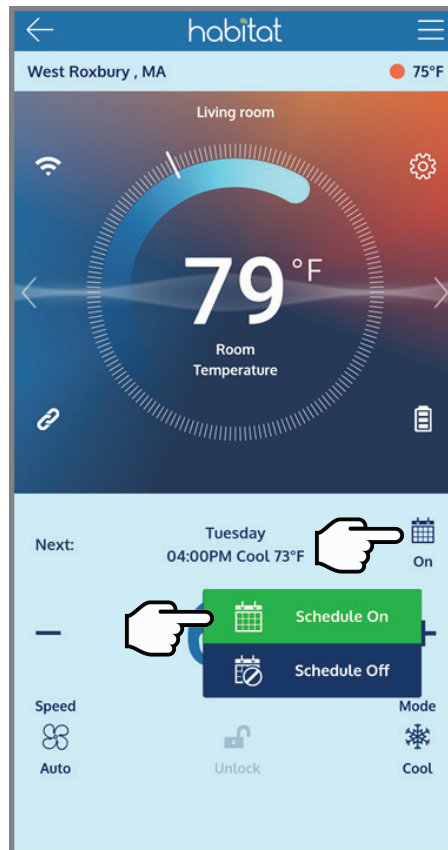 habitat
West Roxbury , MA
75°F
Living room
79 °F
Room
Temperature
Next:
Tuesday
04:00PM Cool 73°F
On
Schedule On
Schedule Off
Speed
Mode
Auto
Unlock
Cool